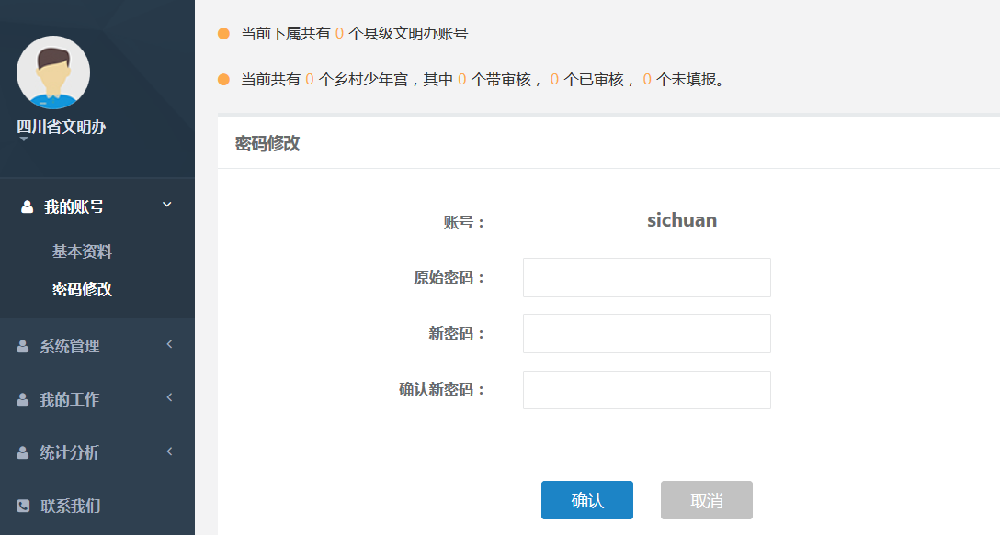 四川省文明办
我的账号
基本资料
密码修改
系统管理
我的工作
统计分析
联系我们
当前下属共有 0 个县级文明办账号
当前共有 0 个乡村少年宫，其中 0 个带审核， 0 个已审核， 0 个未填报。
密码修改
账号： sichuan
原始密码：
新密码：
确认新密码：
确认 取消